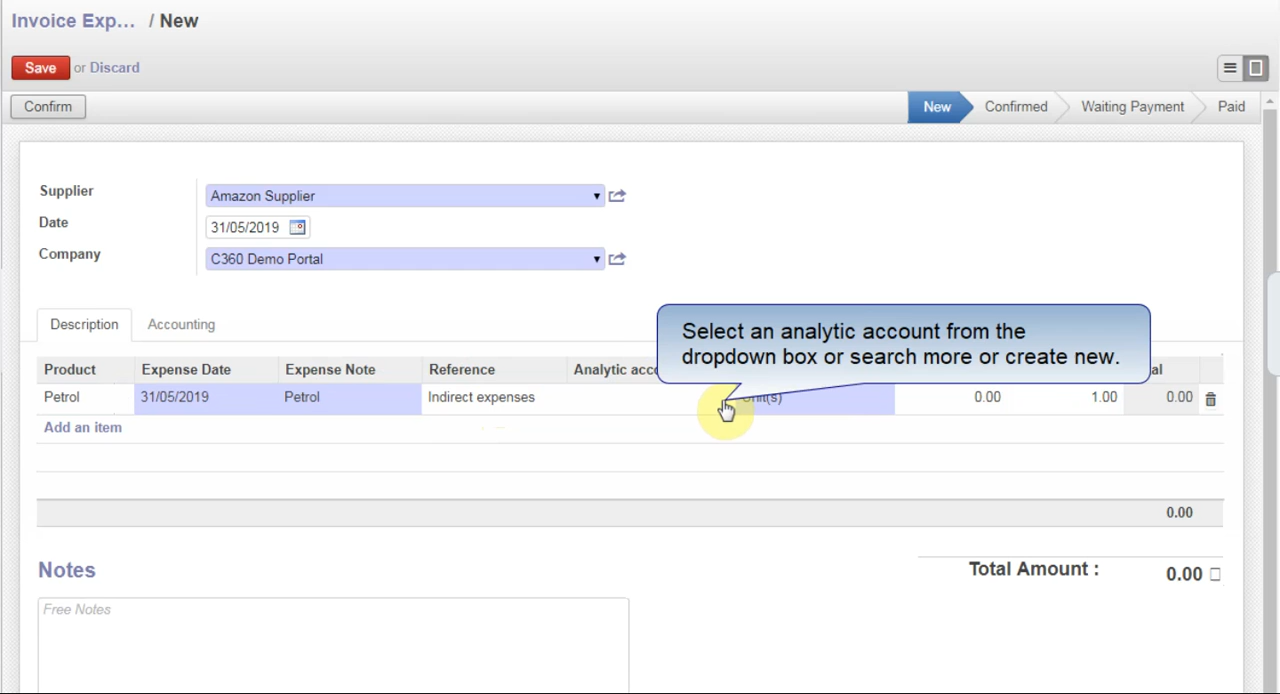 Invoice Exp... / New
Save or Discard
Confirm
New Confirmed Waiting Payment Paid
Supplier Amazon Supplier
Date 31/05/2019
Company C360 Demo Portal
Description Accounting
Select an analytic account from the
dropdown box or search more or create new.
Product Expense Date Expense Note Reference Analytic
Petrol 31/05/2019 Petrol Indirect expenses Unit(s) 0.00 1.00 0.00
Add an item
0.00
Notes
Total Amount : 0.00
Free Notes